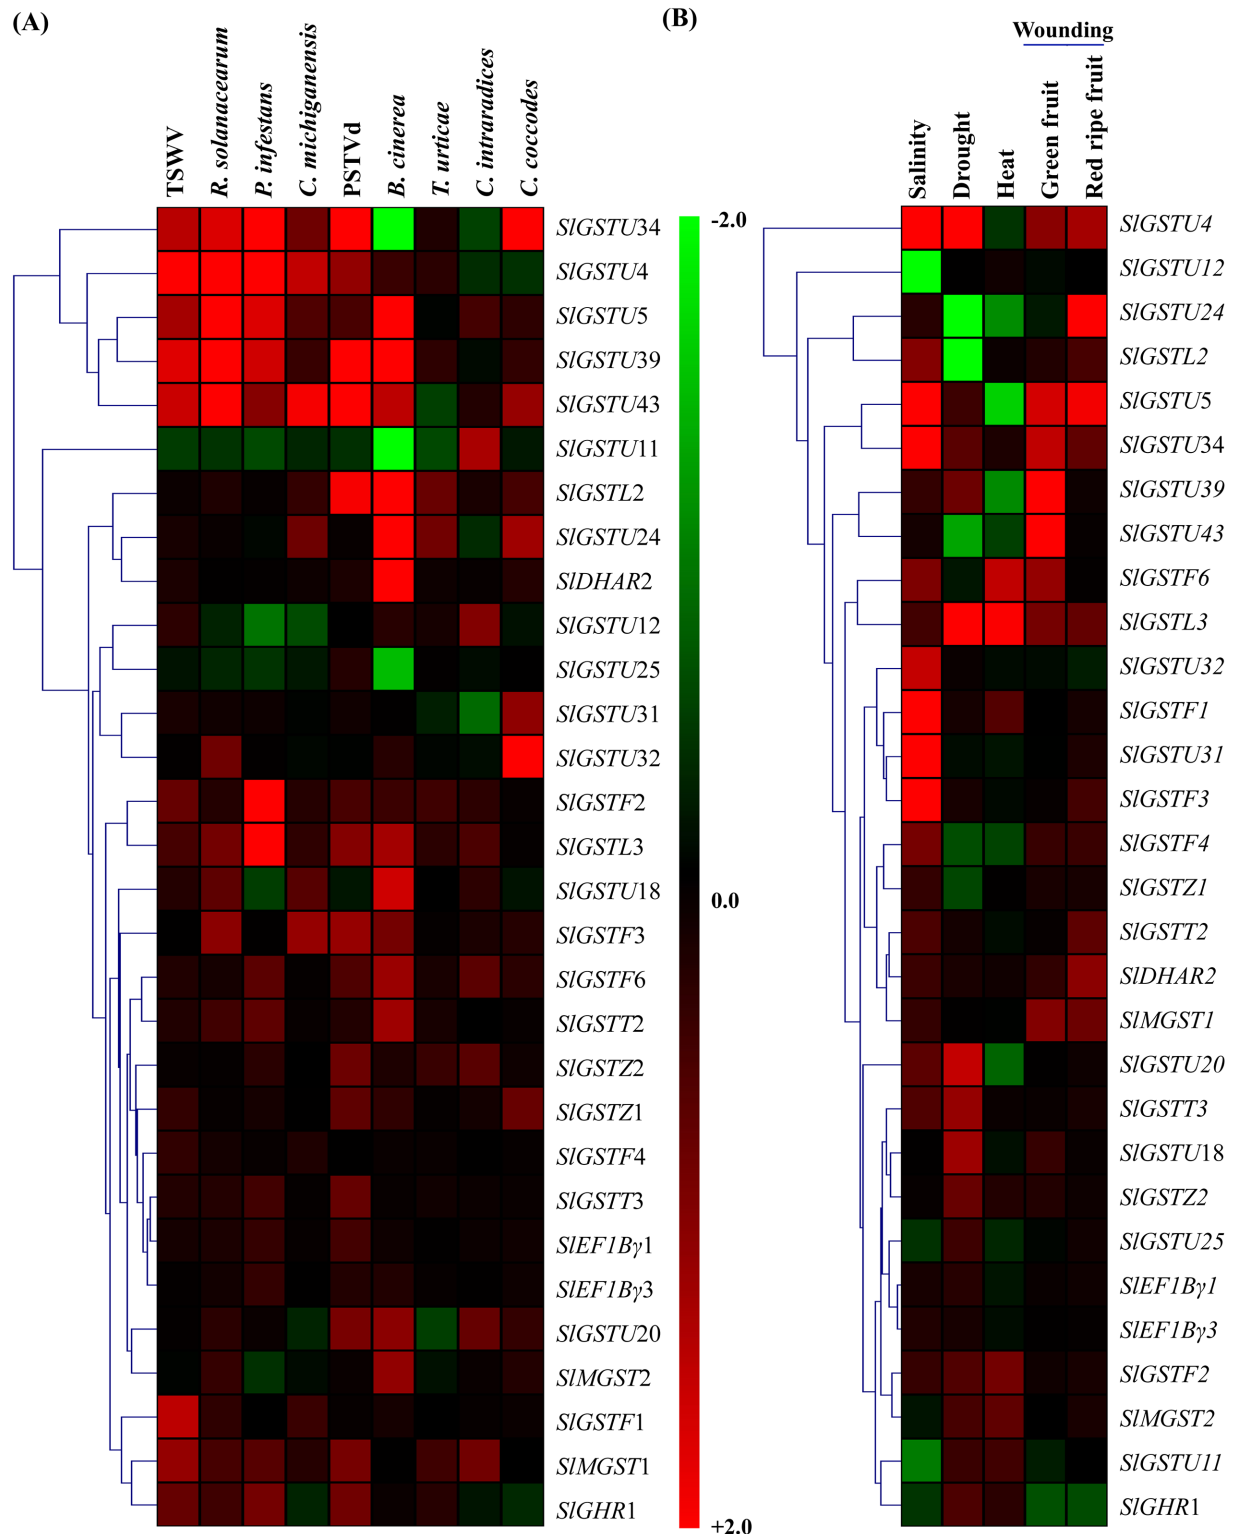 (A)
(B)
Wounding
TSWV
R. solanacearum
P. infestans
C. michiganensis
PSTVd
B. cinerea
T. urticae
C. intraradices
C. coccodes
Salinity
Drought
Heat
Green fruit
Red ripe fruit
SlGSTU34
SlGSTU4
SlGSTU5
SlGSTU39
SlGSTU43
SlGSTU11
SlGSTL2
SlGSTU24
SlDHAR2
SlGSTU12
SlGSTU25
SlGSTU31
SlGSTU32
SlGSTF2
SlGSTL3
SlGSTU18
SlGSTF3
SlGSTF6
SlGSTT2
SlGSTZ2
SlGSTZ1
SlGSTF4
SlGSTT3
SlEF1Bγ1
SlEF1Bγ3
SlGSTU20
SlMGST2
SlGSTF1
SlMGST1
SlGHR1
-2.0
0.0
+2.0
SlGSTU4
SlGSTU12
SlGSTU24
SlGSTL2
SlGSTU5
SlGSTU34
SlGSTU39
SlGSTU43
SlGSTF6
SlGSTL3
SlGSTU32
SlGSTF1
SlGSTU31
SlGSTF3
SlGSTF4
SlGSTZ1
SlGSTT2
SlDHAR2
SlMGST1
SlGSTU20
SlGSTT3
SlGSTU18
SlGSTZ2
SlGSTU25
SlEF1Bγ1
SlEF1Bγ3
SlGSTF2
SlMGST2
SlGSTU11
SlGHR1